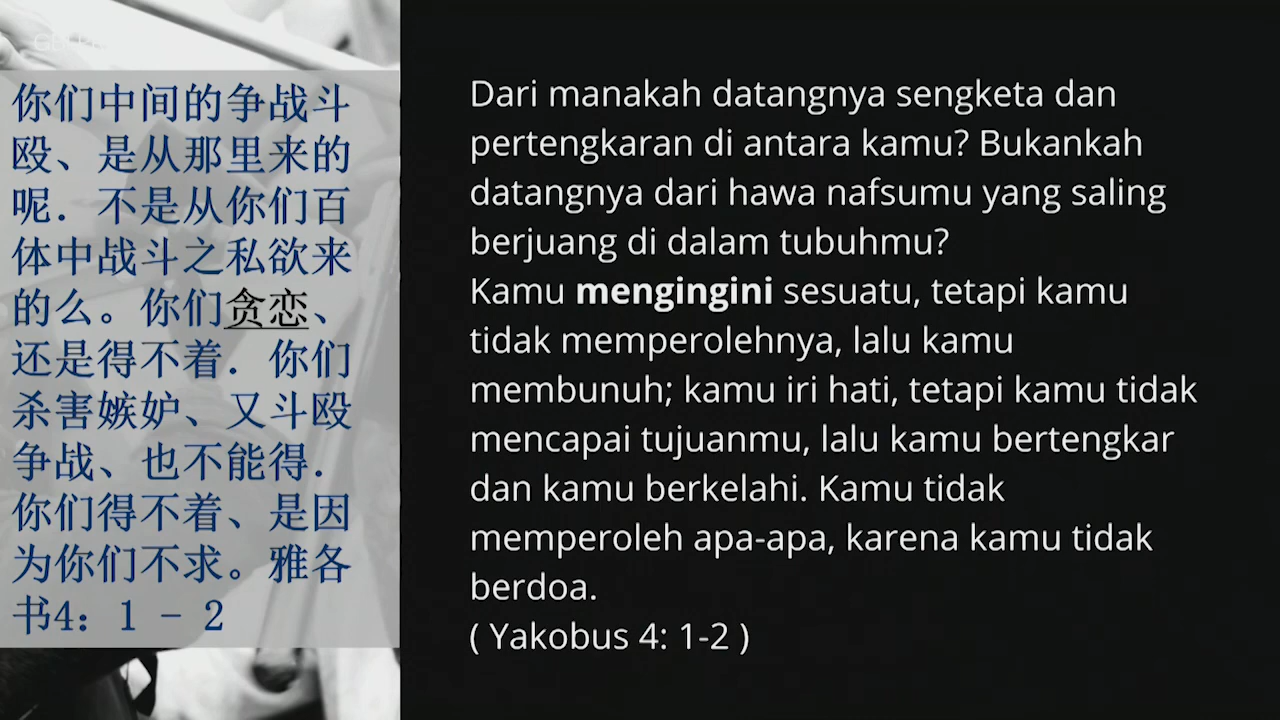 你们中间的争战斗
殴、是从那里来的
呢．不是从你们百
体中战斗之私欲来
的么。你们贪恋、
还是得不着．你们
杀害嫉妒、又斗殴
争战、也不能得．
你们得不着、是因
为你们不求。雅各
书4：1 - 2
Dari manakah datangnya sengketa dan
pertengkaran di antara kamu? Bukankah
datangnya dari hawa nafsumu yang saling
berjuang di dalam tubuhmu?
Kamu mengingini sesuatu, tetapi kamu
tidak memperolehnya, lalu kamu
membunuh; kamu iri hati, tetapi kamu tidak
mencapai tujuanmu, lalu kamu bertengkar
dan kamu berkelahi. Kamu tidak
memperoleh apa-apa, karena kamu tidak
berdoa.
( Yakobus 4: 1-2 )